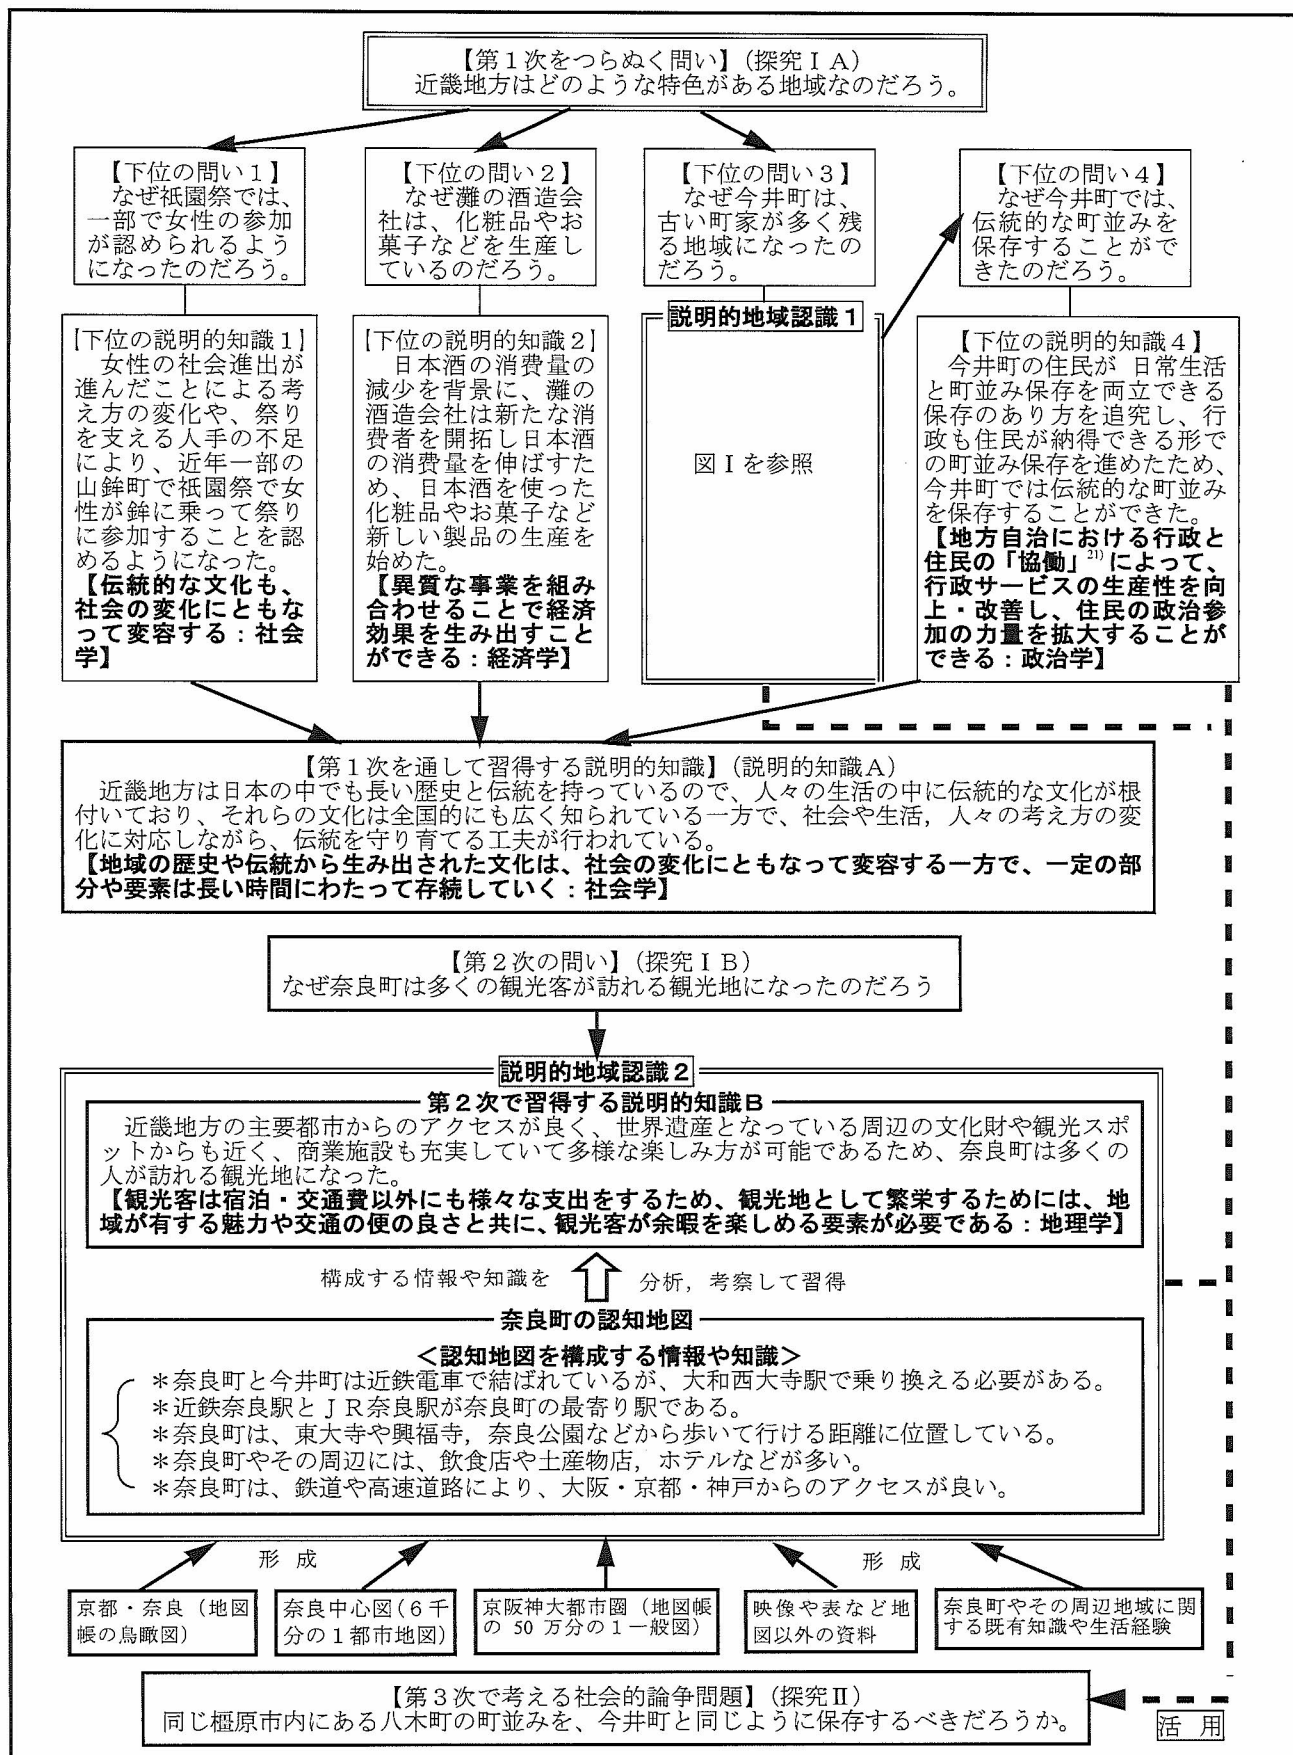 【第1次をつらぬく問い】(探究ⅠA)
近畿地方はどのような特色がある地域なのだろう。
【下位の問い1】
なぜ祇園祭では、
一部で女性の参加
が認められるよう
になったのだろう。
【下位の問い2】
なぜ灘の酒造会
社は、化粧品やお
菓子などを生産し
ているのだろう。
【下位の問い3】
なぜ今井町は、
古い町家が多く残
る地域になったの
だろう。
【下位の問い4】
なぜ今井町では、
伝統的な町並みを
保存することがで
きたのだろう。
【下位の説明的知識1】
女性の社会進出が
進んだことによる考
え方の変化や、祭り
を支える人手の不足
により、近年一部の
山鉾町で祇園祭で女
性が鉾に乗って祭り
に参加することを認
めるようになった。
【伝統的な文化も、
社会の変化にともな
って変容する：社会
学】
【下位の説明的知識2】
日本酒の消費量の
減少を背景に、灘の
酒造会社は新たな消
費者を開拓し日本酒
の消費量を伸ばすた
め、日本酒を使った
化粧品やお菓子など
新しい製品の生産を
始めた。
【異質な事業を組み
合わせることで経済
効果を生み出すこと
ができる：経済学】
説明的地域認識1
図Ⅰを参照
【下位の説明的知識4】
今井町の住民が 日常生活
と町並み保存を両立できる
保存のあり方を追究し、行
政も住民が納得できる形で
の町並み保存を進めたため、
今井町では伝統的な町並み
を保存することができた。
【地方自治における行政と
住民の「協働」21)によって、
行政サービスの生産性を向
上・改善し、住民の政治参
加の力量を拡大することが
できる：政治学】
【第1次を通して習得する説明的知識】(説明的知識A)
近畿地方は日本の中でも長い歴史と伝統を持っているので、人々の生活の中に伝統的な文化が根
付いており、それらの文化は全国的にも広く知られている一方で、社会や生活，人々の考え方の変
化に対応しながら、伝統を守り育てる工夫が行われている。
【地域の歴史や伝統から生み出された文化は、社会の変化にともなって変容する一方で、一定の部
分や要素は長い時間にわたって存続していく：社会学】
【第2次の問い】(探究ⅠB)
なぜ奈良町は多くの観光客が訪れる観光地になったのだろう
説明的地域認識2
第2次で習得する説明的知識B
近畿地方の主要都市からのアクセスが良く、世界遺産となっている周辺の文化財や観光スポ
ットからも近く、商業施設も充実していて多様な楽しみ方が可能であるため、奈良町は多くの
人が訪れる観光地になった。
【観光客は宿泊・交通費以外にも様々な支出をするため、観光地として繁栄するためには、地
域が有する魅力や交通の便の良さと共に、観光客が余暇を楽しめる要素が必要である：地理学】
構成する情報や知識を 分析，考察して習得
奈良町の認知地図
＜認知地図を構成する情報や知識＞
＊奈良町と今井町は近鉄電車で結ばれているが、大和西大寺駅で乗り換える必要がある。
＊近鉄奈良駅とＪＲ奈良駅が奈良町の最寄り駅である。
＊奈良町は、東大寺や興福寺，奈良公園などから歩いて行ける距離に位置している。
＊奈良町やその周辺には、飲食店や土産物店，ホテルなどが多い。
＊奈良町は、鉄道や高速道路により、大阪・京都・神戸からのアクセスが良い。
形 成 形 成
京都・奈良（地図
帳の鳥瞰図）
奈良中心図（6千
分の1都市地図）
京阪神大都市圏（地図帳
の 50 万分の1一般図）
映像や表など地
図以外の資料
奈良町やその周辺地域に関
する既有知識や生活経験
【第3次で考える社会的論争問題】(探究Ⅱ)
同じ橿原市内にある八木町の町並みを、今井町と同じように保存するべきだろうか。
活 用